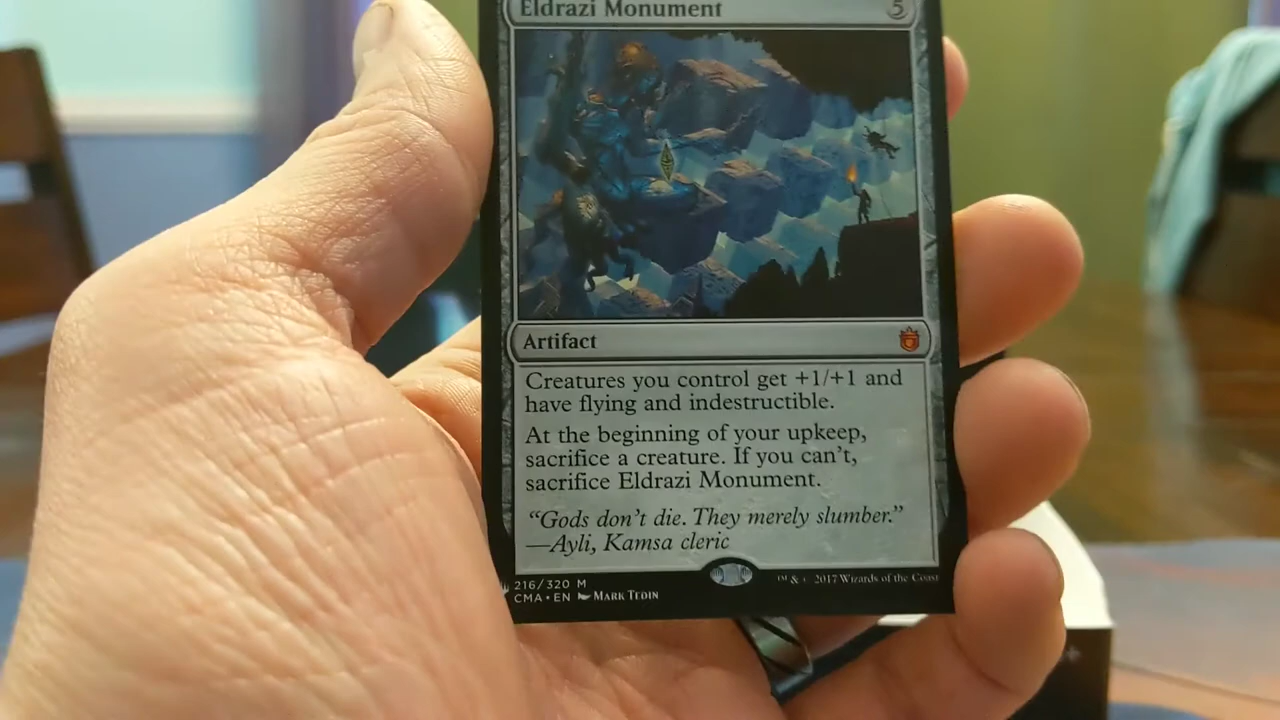 Eldrazi Monument 5
Artifact
Creatures you control get +1/+1 and
have flying and indestructible.
At the beginning of your upkeep,
sacrifice a creature. If you can't,
sacrifice Eldrazi Monument.
"Gods don't die. They merely slumber."
—Ayli, Kamsa cleric
216/320 M
CMA • EN MARK TEDIN
™ & © 2017 Wizards of the Coast